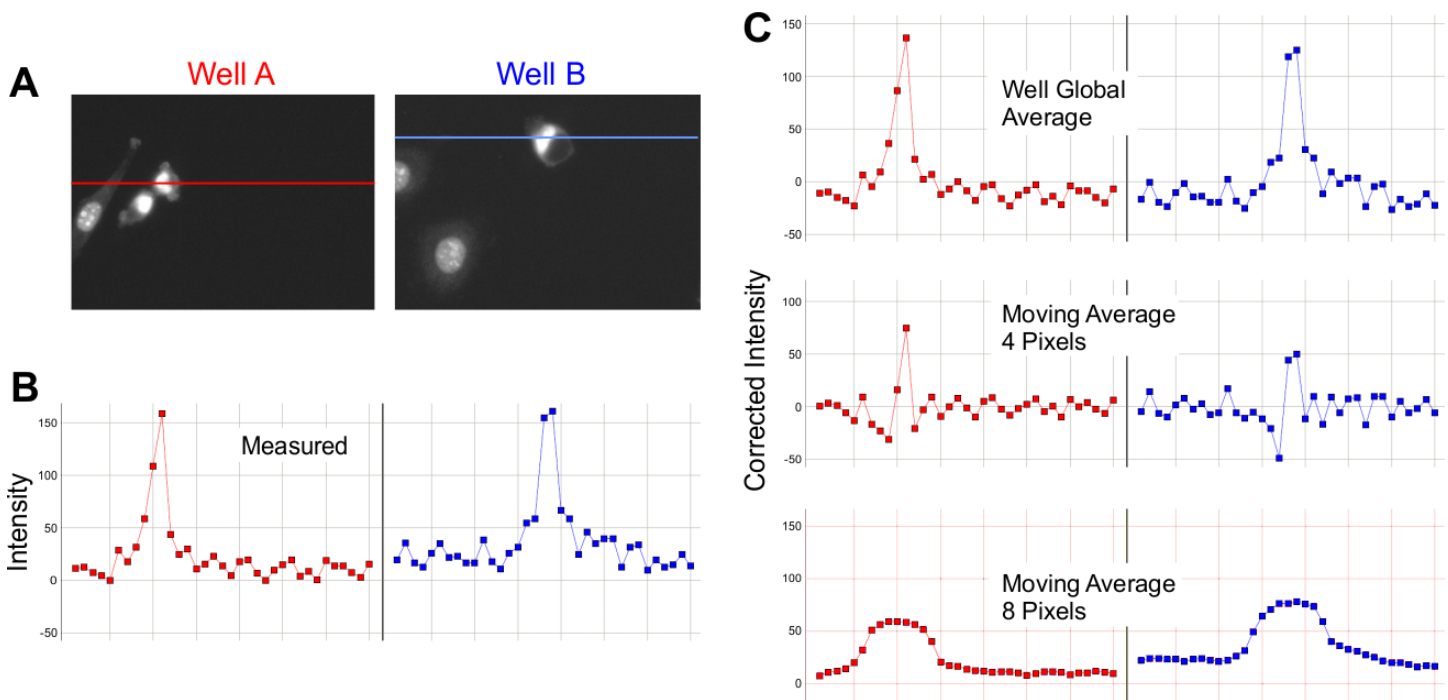 A
Well A
Well B
B
Intensity
150
100
50
0
-50
Measured
C
Corrected Intensity
150
100
50
0
-50
Well Global
Average
100
50
0
-50
Moving Average
4 Pixels
150
100
50
0
Moving Average
8 Pixels